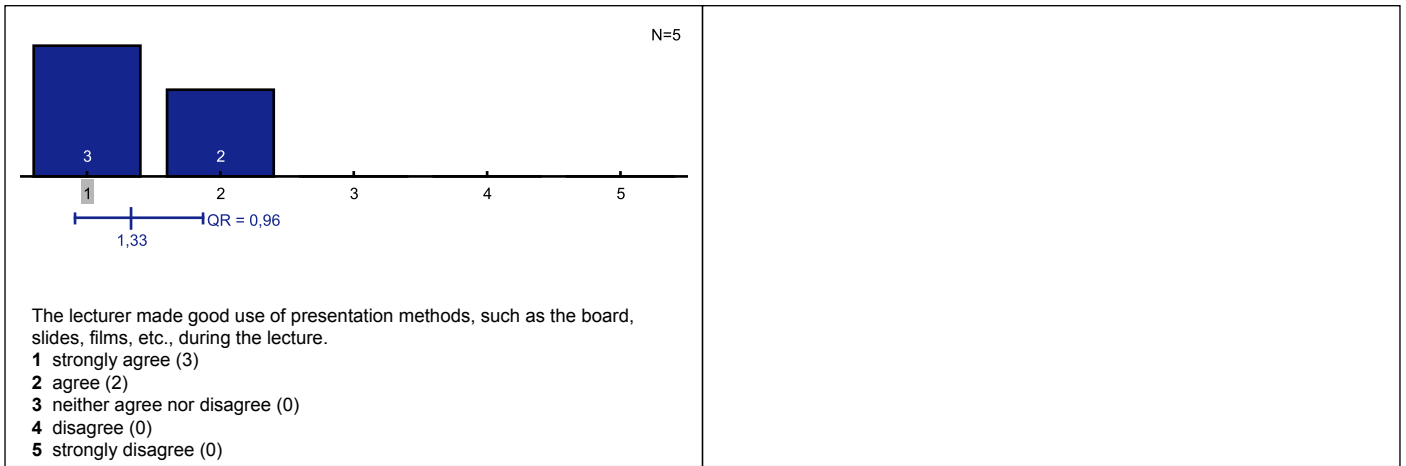 N=5
3
2
1
2
3
4
5
QR = 0,96
1,33
The lecturer made good use of presentation methods, such as the board,
slides, films, etc., during the lecture.
1 strongly agree (3)
2 agree (2)
3 neither agree nor disagree (0)
4 disagree (0)
5 strongly disagree (0)